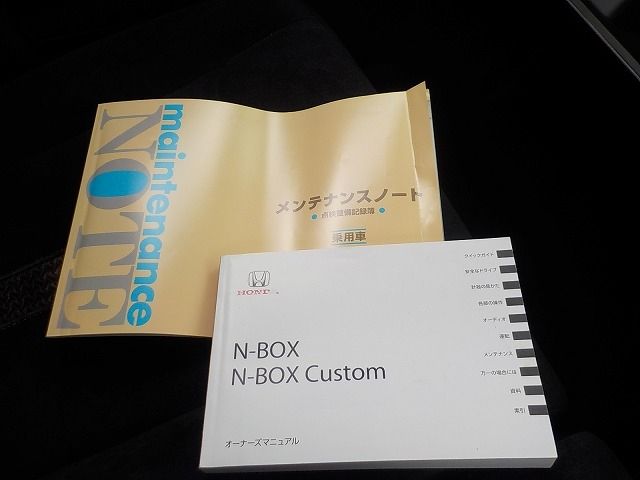 maintenance
NOTE
メンテナンスノート
点検整備記録簿
乗用車
HONDA
N-BOX
N-BOX Custom
オーナーズマニュアル
クイックガイド
安全なドライブ
計器の見かた
各部の操作
オーディオ
運転
メンテナンス
万一の場合には
資料
索引